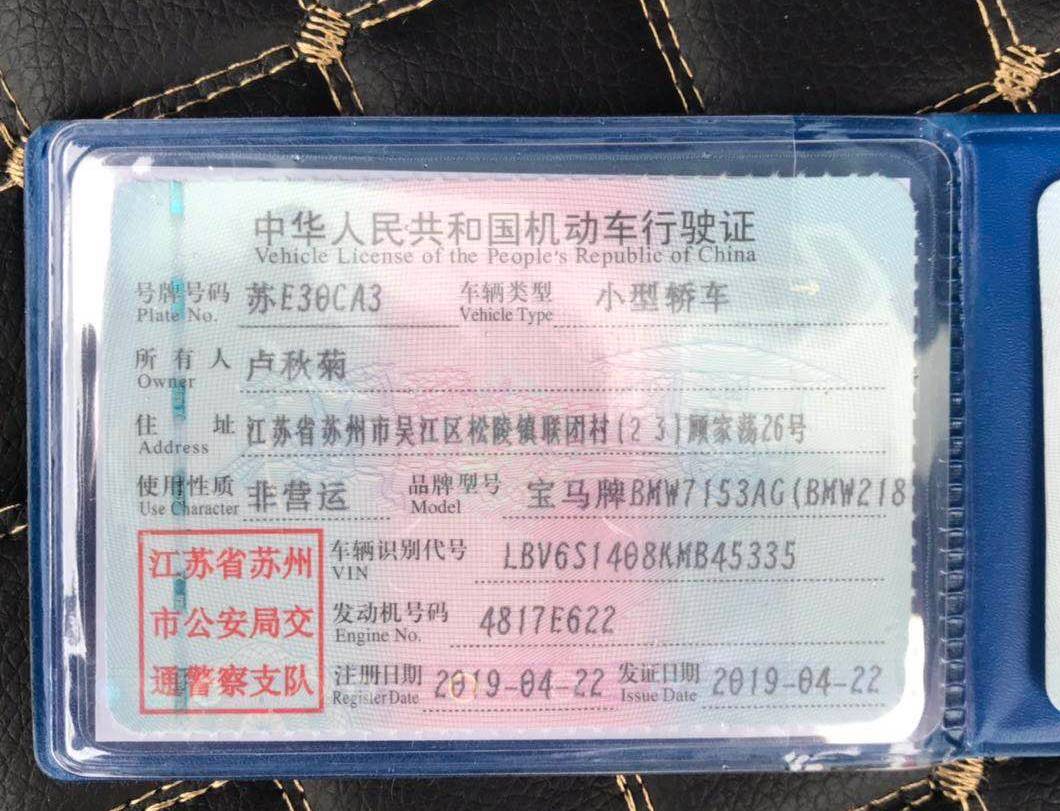 中华人民共和国机动车行驶证
Vehicle License of the People's Republic of China
号牌号码 苏E30CA3 车辆类型 小型轿车
Plate No. Vehicle Type
所有人 卢秋菊
Owner
住址 江苏省苏州市吴江区松陵镇联团村(23)顾家荡26号
Address
使用性质 非营运 品牌型号 宝马牌BMW7153AG(BMW218
Use Character Model
江苏省苏州
市公安局交
通警察支队
车辆识别代号 LBV6S1408KMB45335
VIN
发动机号码 4817E622
Engine No.
注册日期 2019-04-22 发证日期 2019-04-22
Register Date Issue Date